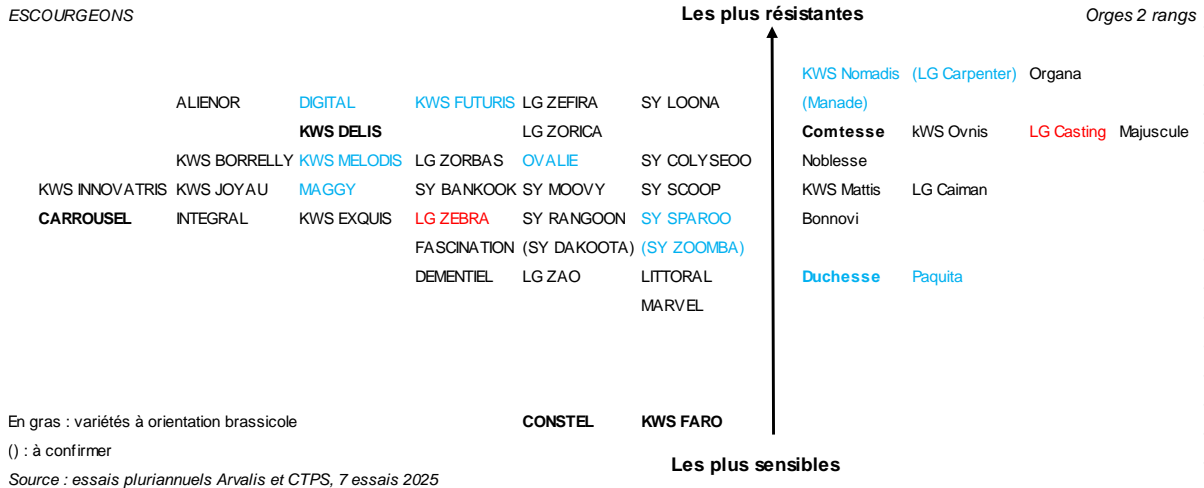 ESCOURGEONS Les plus résistantes Orges 2 rangs
KWS Nomadis (LG Carpenter) Organa
ALIENOR DIGITAL KWS FUTURIS LG ZEFIRA SY LOONA (Manade)
KWS DELIS LG ZORICA Comtesse kWS Ovnis LG Casting Majuscule
KWS BORRELLY KWS MELODIS LG ZORBAS OVALIE SY COLYSEOO Noblesse
KWS INNOVATRIS KWS JOYAU MAGGY SY BANKOOK SY MOOVY SY SCOOP KWS Mattis LG Caiman
CARROUSEL INTEGRAL KWS EXQUIS LG ZEBRA SY RANGOON SY SPAROO Bonnovi
FASCINATION (SY DAKOOTA) (SY ZOOMBA)
DEMENTIEL LG ZAO LITTORAL Duchesse Paquita
MARVEL
En gras : variétés à orientation brassicole CONSTEL KWS FARO
() : à confirmer
Les plus sensibles
Source : essais pluriannuels Arvalis et CTPS, 7 essais 2025